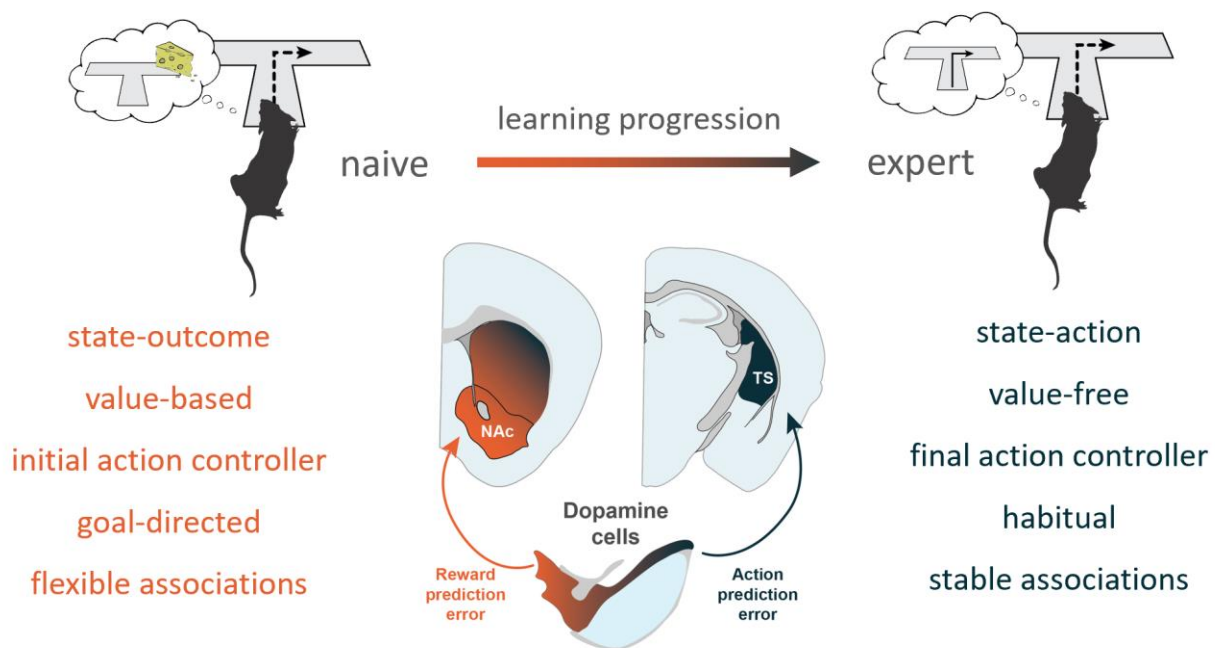 learning progression
naive
expert
state-outcome
value-based
initial action controller
goal-directed
flexible associations
NAc
TS
Dopamine
cells
Reward
prediction
error
Action
prediction
error
state-action
value-free
final action controller
habitual
stable associations